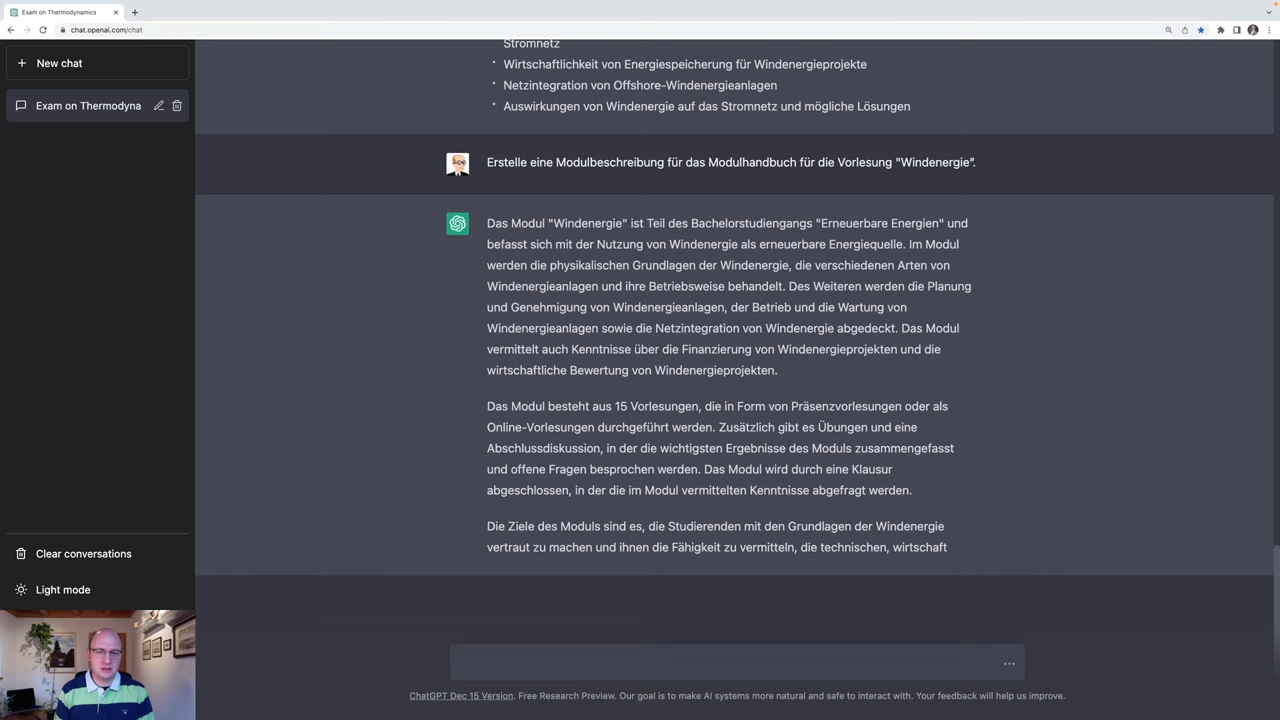 Exam on Thermodynamics
chat.openai.com/chat
New chat
Exam on Thermodyna
Stromnetz
Wirtschaftlichkeit von Energiespeicherung für Windenergieprojekte
Netzintegration von Offshore-Windenergieanlagen
Auswirkungen von Windenergie auf das Stromnetz und mögliche Lösungen
Erstelle eine Modulbeschreibung für das Modulhandbuch für die Vorlesung "Windenergie”.
Das Modul "Windenergie" ist Teil des Bachelorstudiengangs "Erneuerbare Energien" und
befasst sich mit der Nutzung von Windenergie als erneuerbare Energiequelle. Im Modul
werden die physikalischen Grundlagen der Windenergie, die verschiedenen Arten von
Windenergieanlagen und ihre Betriebsweise behandelt. Des Weiteren werden die Planung
und Genehmigung von Windenergieanlagen, der Betrieb und die Wartung von
Windenergieanlagen sowie die Netzintegration von Windenergie abgedeckt. Das Modul
vermittelt auch Kenntnisse über die Finanzierung von Windenergieprojekten und die
wirtschaftliche Bewertung von Windenergieprojekten.
Das Modul besteht aus 15 Vorlesungen, die in Form von Präsenzvorlesungen oder als
Online-Vorlesungen durchgeführt werden. Zusätzlich gibt es Übungen und eine
Abschlussdiskussion, in der die wichtigsten Ergebnisse des Moduls zusammengefasst
und offene Fragen besprochen werden. Das Modul wird durch eine Klausur
abgeschlossen, in der die im Modul vermittelten Kenntnisse abgefragt werden.
Die Ziele des Moduls sind es, die Studierenden mit den Grundlagen der Windenergie
vertraut zu machen und ihnen die Fähigkeit zu vermitteln, die technischen, wirtschaft
Clear conversations
Light mode
ChatGPT Dec 15 Version. Free Research Preview. Our goal is to make AI systems more natural and safe to interact with. Your feedback will help us improve.